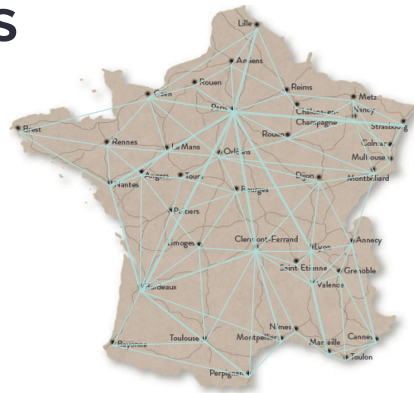 S
Lille
Amiens
Rouen
Reims
Caen
Metz
Nancy
Paris
Châlons-en-
Champagne
Strasbourg
Brest
Rennes
Rouen
Colmar
Le Mans
Orléans
Mulhouse
Montbéliard
Angers
Tours
Dijon
Nantes
Bourges
Poitiers
Limoges
Clermont-Ferrand
Lyon
Annecy
Saint-Etienne
Grenoble
Bordeaux
Valence
Nîmes
Toulouse
Montpellier
Cannes
Bayonne
Marseille
Toulon
Perpignan